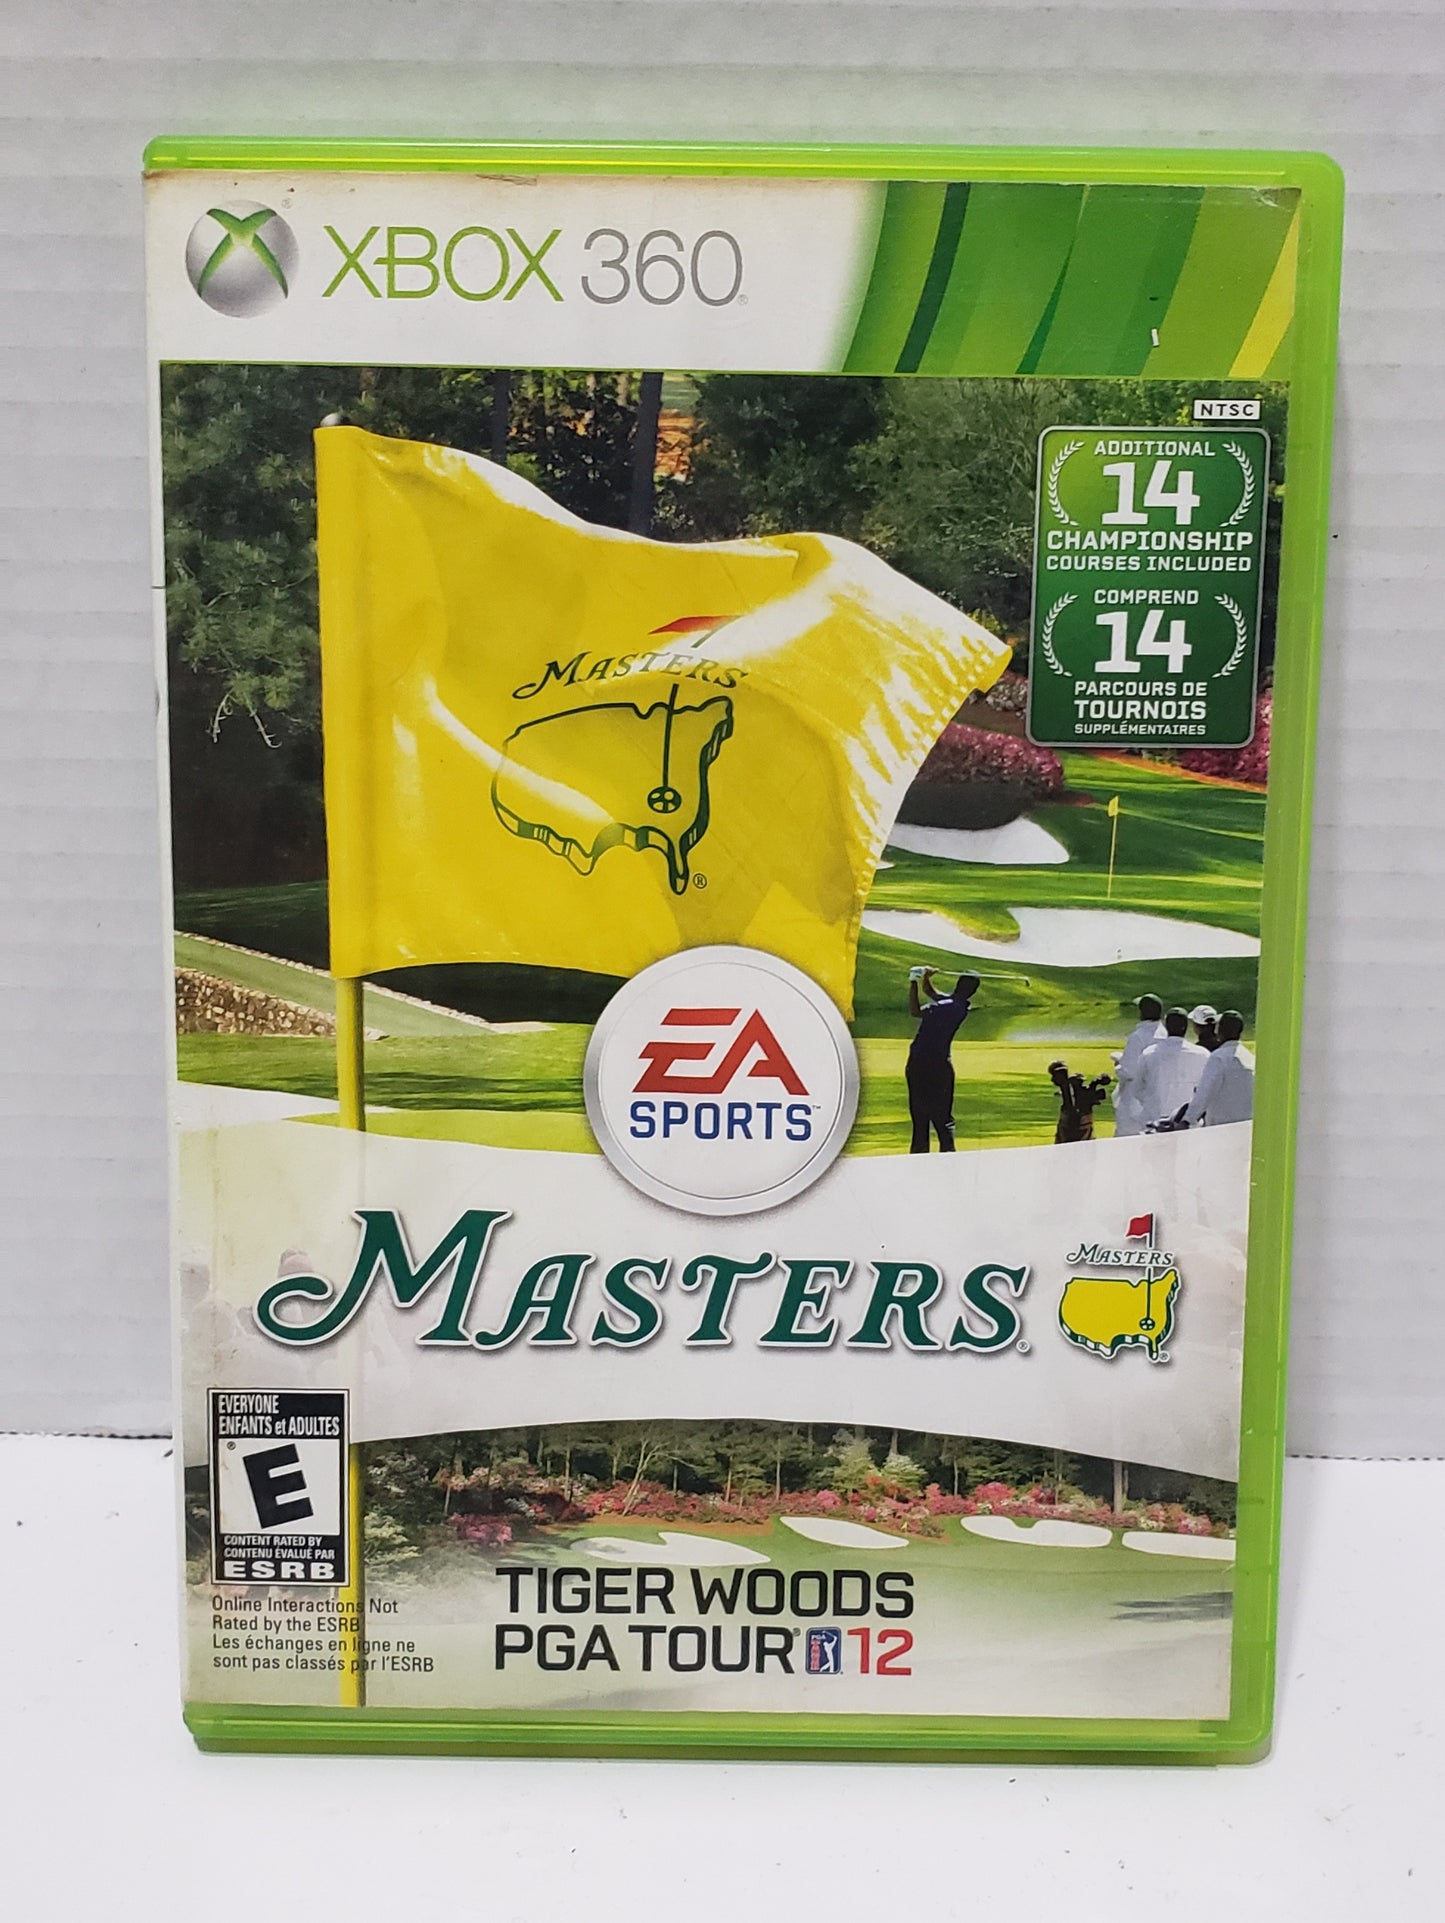 XBOX 360
NTSC
ADDITIONAL
14
CHAMPIONSHIP
COURSES INCLUDED
COMPREND
14
PARCOURS DE
TOURNOIS
SUPPLÉMENTAIRES
MASTERS
EA
SPORTS™
MASTERS®
MASTERS
EVERYONE
ENFANTS et ADULTES
E
CONTENT RATED BY
CONTENU ÉVALUÉ PAR
ESRB
Online Interactions Not
Rated by the ESRB
Les échanges en ligne ne
sont pas classés par l'ESRB
TIGER WOODS
PGA TOUR® 12